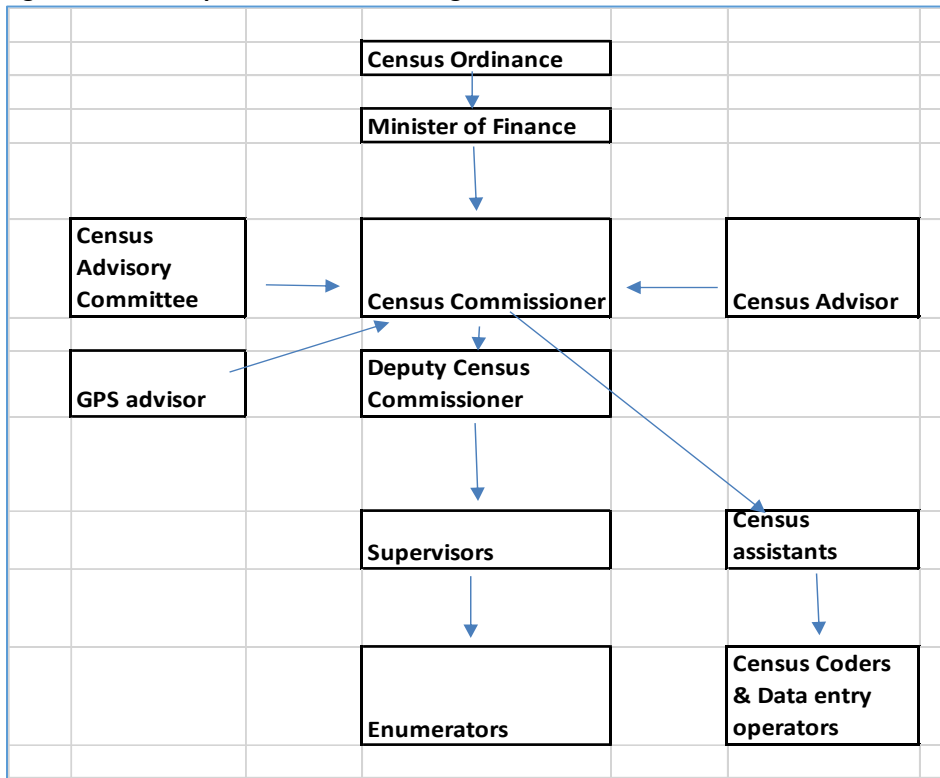 Census Ordinance
Minister of Finance
Census
Advisory
Committee
Census Commissioner
Census Advisor
GPS advisor
Deputy Census
Commissioner
Supervisors
Census
assistants
Enumerators
Census Coders
& Data entry
operators